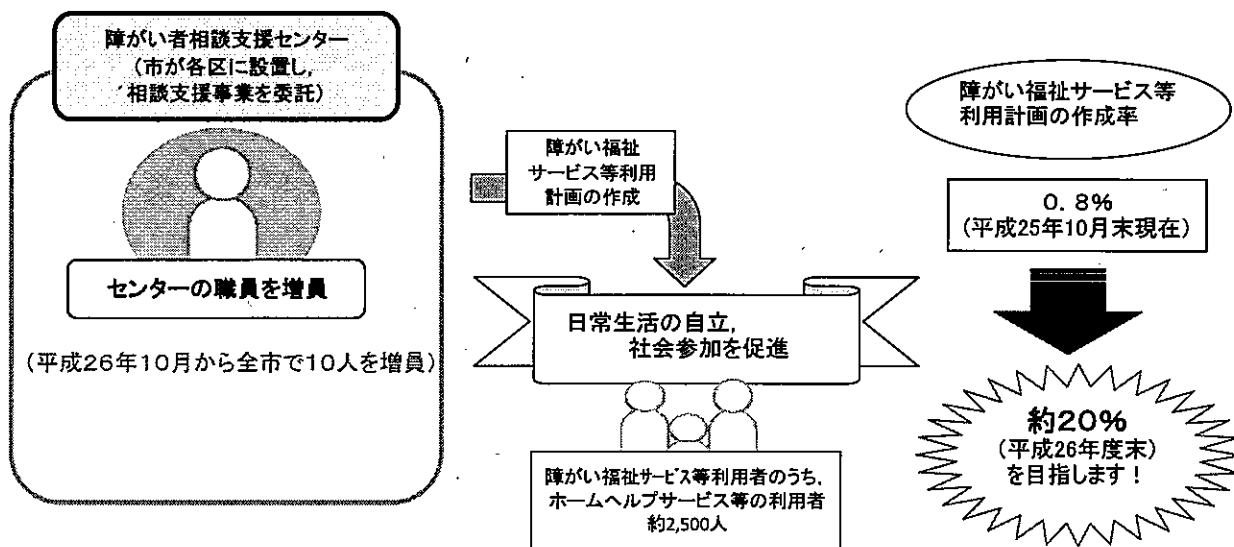 障がい者相談支援センター
(市が各区に設置し,
相談支援事業を委託)
センターの職員を増員
(平成26年10月から全市で10人を増員)
障がい福祉
サービス等利用
計画の作成
日常生活の自立,
社会参加を促進
障がい福祉サービス等利用者のうち,
ホームヘルプサービス等の利用者
約2,500人
障がい福祉サービス等
利用計画の作成率
0.8%
(平成25年10月末現在)
約20%
(平成26年度末)
を目指します!